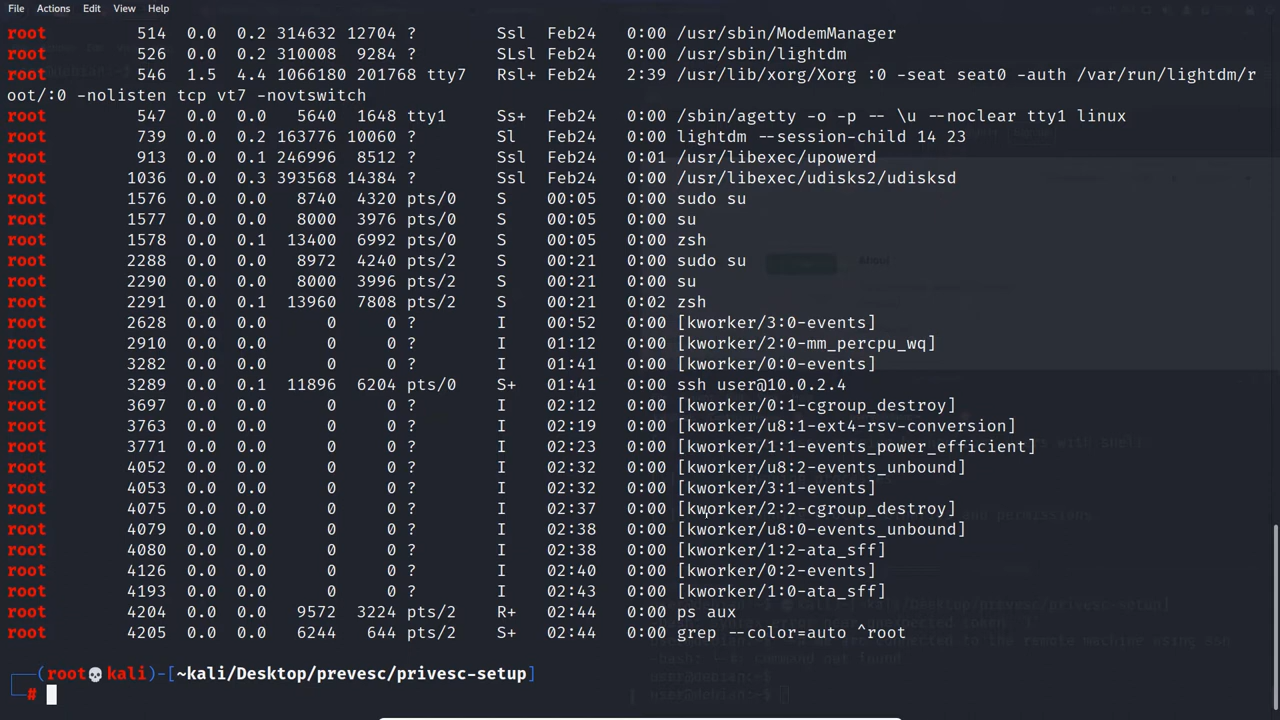 File Actions Edit View Help
root 514 0.0 0.2 314632 12704 ? Ssl Feb24 0:00 /usr/sbin/ModemManager
root 526 0.0 0.2 310008 9284 ? SLsl Feb24 0:00 /usr/sbin/lightdm
root 546 1.5 4.4 1066180 201768 tty7 Rsl+ Feb24 2:39 /usr/lib/xorg/Xorg :0 -seat seat0 -auth /var/run/lightdm/r
oot/:0 -nolisten tcp vt7 -novtswitch
root 547 0.0 0.0 5640 1648 tty1 Ss+ Feb24 0:00 /sbin/agetty -o -p -- \u --noclear tty1 linux
root 739 0.0 0.2 163776 10060 ? Sl Feb24 0:00 lightdm --session-child 14 23
root 913 0.0 0.1 246996 8512 ? Ssl Feb24 0:01 /usr/libexec/upowerd
root 1036 0.0 0.3 393568 14384 ? Ssl Feb24 0:00 /usr/libexec/udisks2/udisksd
root 1576 0.0 0.0 8740 4320 pts/0 S 00:05 0:00 sudo su
root 1577 0.0 0.0 8000 3976 pts/0 S 00:05 0:00 su
root 1578 0.0 0.1 13400 6992 pts/0 S 00:05 0:00 zsh
root 2288 0.0 0.0 8972 4240 pts/2 S 00:21 0:00 sudo su
root 2290 0.0 0.0 8000 3996 pts/2 S 00:21 0:00 su
root 2291 0.0 0.1 13960 7808 pts/2 S 00:21 0:02 zsh
root 2628 0.0 0.0 0 0 ? I 00:52 0:00 [kworker/3:0-events]
root 2910 0.0 0.0 0 0 ? I 01:12 0:00 [kworker/2:0-mm_percpu_wq]
root 3282 0.0 0.0 0 0 ? I 01:41 0:00 [kworker/0:0-events]
root 3289 0.0 0.1 11896 6204 pts/0 S+ 01:41 0:00 ssh user@10.0.2.4
root 3697 0.0 0.0 0 0 ? I 02:12 0:00 [kworker/0:1-cgroup_destroy]
root 3763 0.0 0.0 0 0 ? I 02:19 0:00 [kworker/u8:1-ext4-rsv-conversion]
root 3771 0.0 0.0 0 0 ? I 02:23 0:00 [kworker/1:1-events_power_efficient]
root 4052 0.0 0.0 0 0 ? I 02:32 0:00 [kworker/u8:2-events_unbound]
root 4053 0.0 0.0 0 0 ? I 02:32 0:00 [kworker/3:1-events]
root 4075 0.0 0.0 0 0 ? I 02:37 0:00 [kworker/2:2-cgroup_destroy]
root 4079 0.0 0.0 0 0 ? I 02:38 0:00 [kworker/u8:0-events_unbound]
root 4080 0.0 0.0 0 0 ? I 02:38 0:00 [kworker/1:2-ata_sff]
root 4126 0.0 0.0 0 0 ? I 02:40 0:00 [kworker/0:2-events]
root 4193 0.0 0.0 0 0 ? I 02:43 0:00 [kworker/1:0-ata_sff]
root 4204 0.0 0.0 9572 3224 pts/2 R+ 02:44 0:00 ps aux
root 4205 0.0 0.0 6244 644 pts/2 S+ 02:44 0:00 grep --color=auto ^root
(root💀kali)-[~kali/Desktop/prevesc/privesc-setup]
#